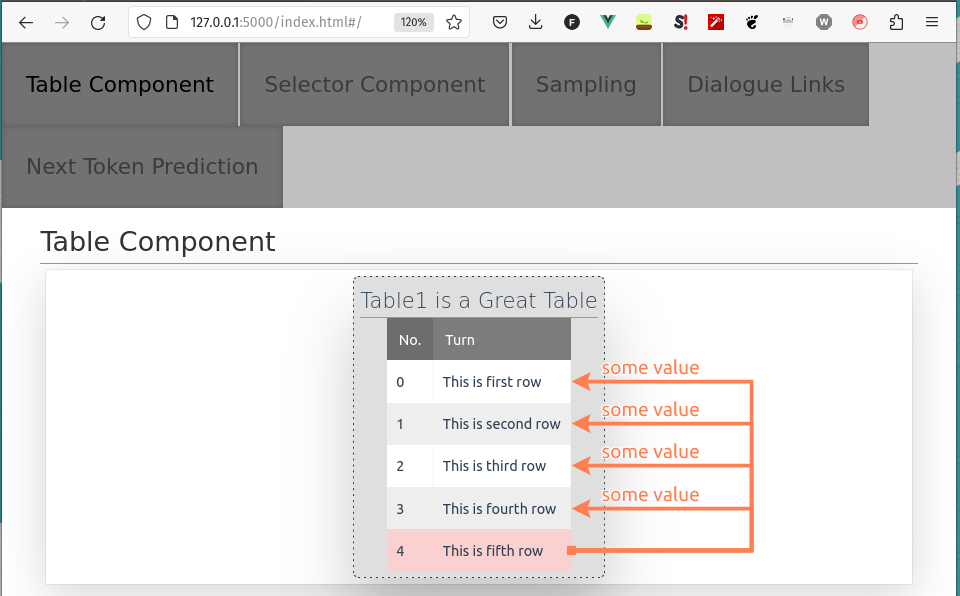 127.0.0.1:5000/index.html#/ 120% F S! W
Table Component Selector Component Sampling Dialogue Links
Next Token Prediction
Table Component
Table1 is a Great Table
No. Turn
0 This is first row some value
1 This is second row some value
2 This is third row some value
3 This is fourth row some value
4 This is fifth row